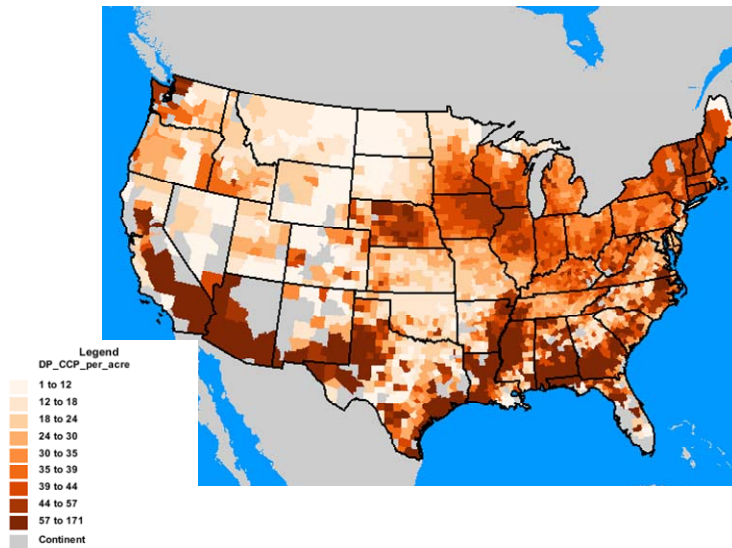 Legend
DP_CCP_per_acre
1 to 12
12 to 18
18 to 24
24 to 30
30 to 35
35 to 39
39 to 44
44 to 57
57 to 171
Continent